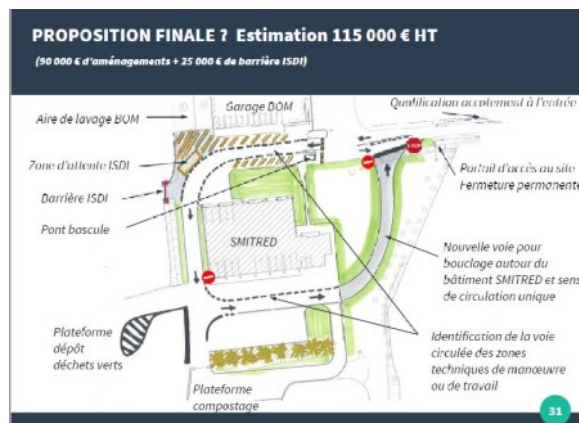 PROPOSITION FINALE ? Estimation 115 000 € HT
(90 000 € d'aménagements + 25 000 € de barrière ISDI)
Garage BOM
Qualification accotement à l'entrée
Aire de lavage BOM
STOP
Zone d'attente ISDI
Portail d'accès au site
Fermeture permanente
Barrière ISDI
Pont bascule
SMITRED
Nouvelle voie pour
bouclage autour du
bâtiment SMITRED et sens
de circulation unique
Plateforme
dépôt
déchets verts
Identification de la voie
circulée des zones
techniques de manœuvre
ou de travail
Plateforme
compostage
31